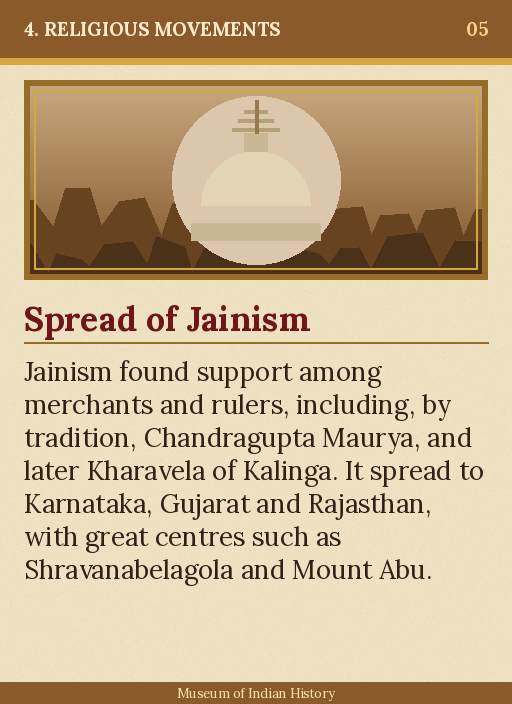 4. RELIGIOUS MOVEMENTS
05
Spread of Jainism
Jainism found support among
merchants and rulers, including, by
tradition, Chandragupta Maurya, and
later Kharavela of Kalinga. It spread to
Karnataka, Gujarat and Rajasthan,
with great centres such as
Shravanabelagola and Mount Abu.
Museum of Indian History